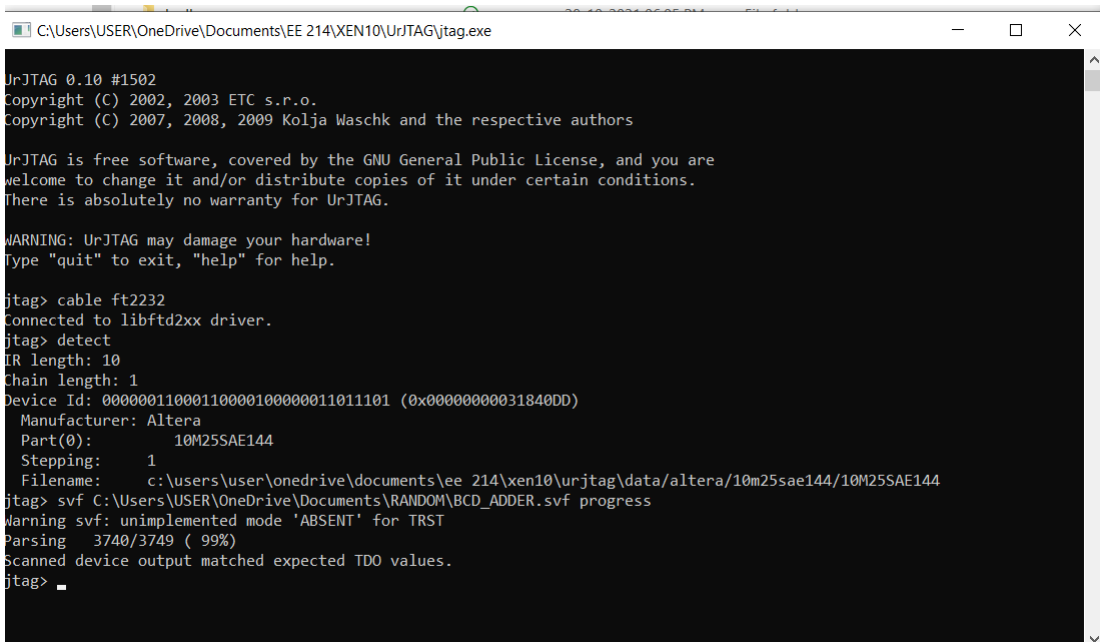 C:\Users\USER\OneDrive\Documents\EE 214\XEN10\UrJTAG\jtag.exe
UrJTAG 0.10 #1502
Copyright (C) 2002, 2003 ETC s.r.o.
Copyright (C) 2007, 2008, 2009 Kolja Waschk and the respective authors
UrJTAG is free software, covered by the GNU General Public License, and you are
welcome to change it and/or distribute copies of it under certain conditions.
There is absolutely no warranty for UrJTAG.
WARNING: UrJTAG may damage your hardware!
Type "quit" to exit, "help" for help.
jtag> cable ft2232
Connected to libftd2xx driver.
jtag> detect
IR length: 10
Chain length: 1
Device Id: 00000011000110000100000011011101 (0x00000000031840DD)
Manufacturer: Altera
Part(0): 10M25SAE144
Stepping: 1
Filename: c:\users\user\onedrive\documents\ee 214\xen10\urjtag\data/altera/10m25sae144/10M25SAE144
jtag> svf C:\Users\USER\OneDrive\Documents\RANDOM\BCD_ADDER.svf progress
Warning svf: unimplemented mode 'ABSENT' for TRST
Parsing 3740/3749 ( 99%)
Scanned device output matched expected TDO values.
jtag>